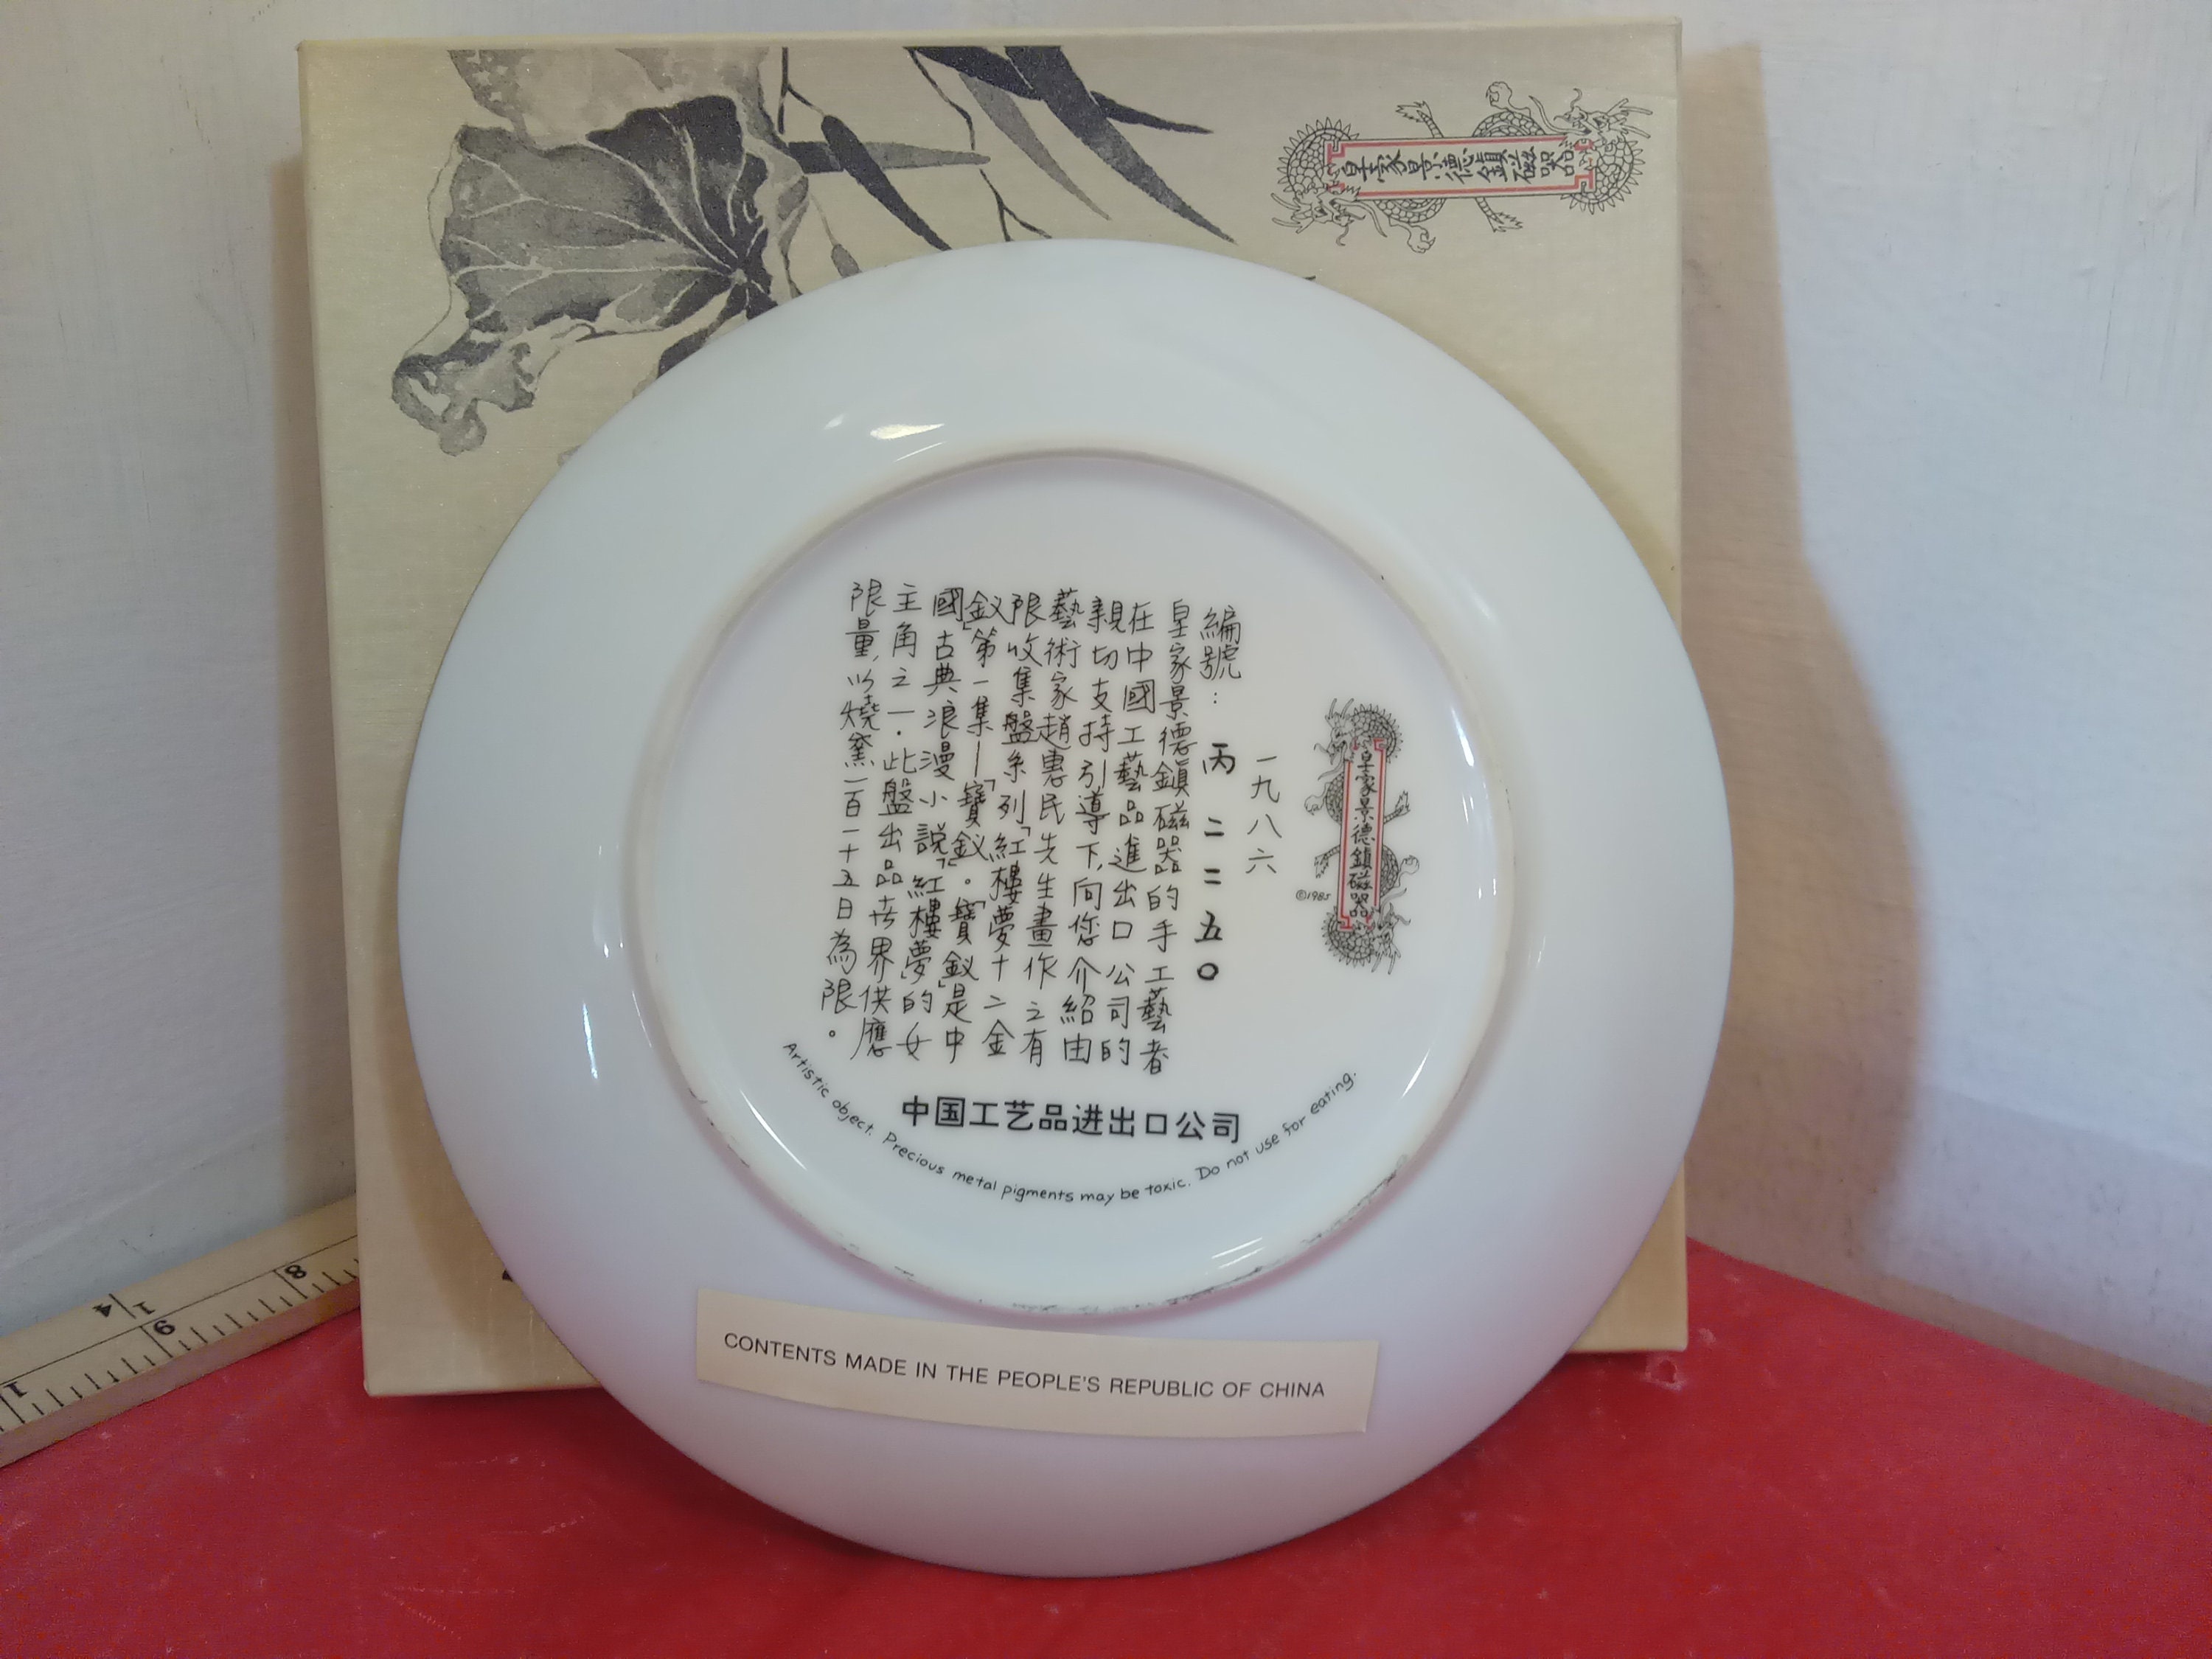 皇家景德鎮磁器
皇家景德鎮磁器
©1985
一九八六
編號：丙二二五〇
皇家景德鎮磁器的手工藝者
在中國工藝品進出口公司的
親切支持引導下，向您介紹由
藝術家趙惠民先生畫作之有
限收集盤系列「紅樓夢十二金
釵」第一集—「寶釵」。「寶釵」是中
國古典浪漫小説「紅樓夢」的女
主角之一．此盤出品告界供應
限量，以燒窯一百一十五日為限。
中国工艺品进出口公司
Artistic object. Precious metal pigments may be toxic. Do not use for eating.
CONTENTS MADE IN THE PEOPLE'S REPUBLIC OF CHINA
4 1
8
9
1